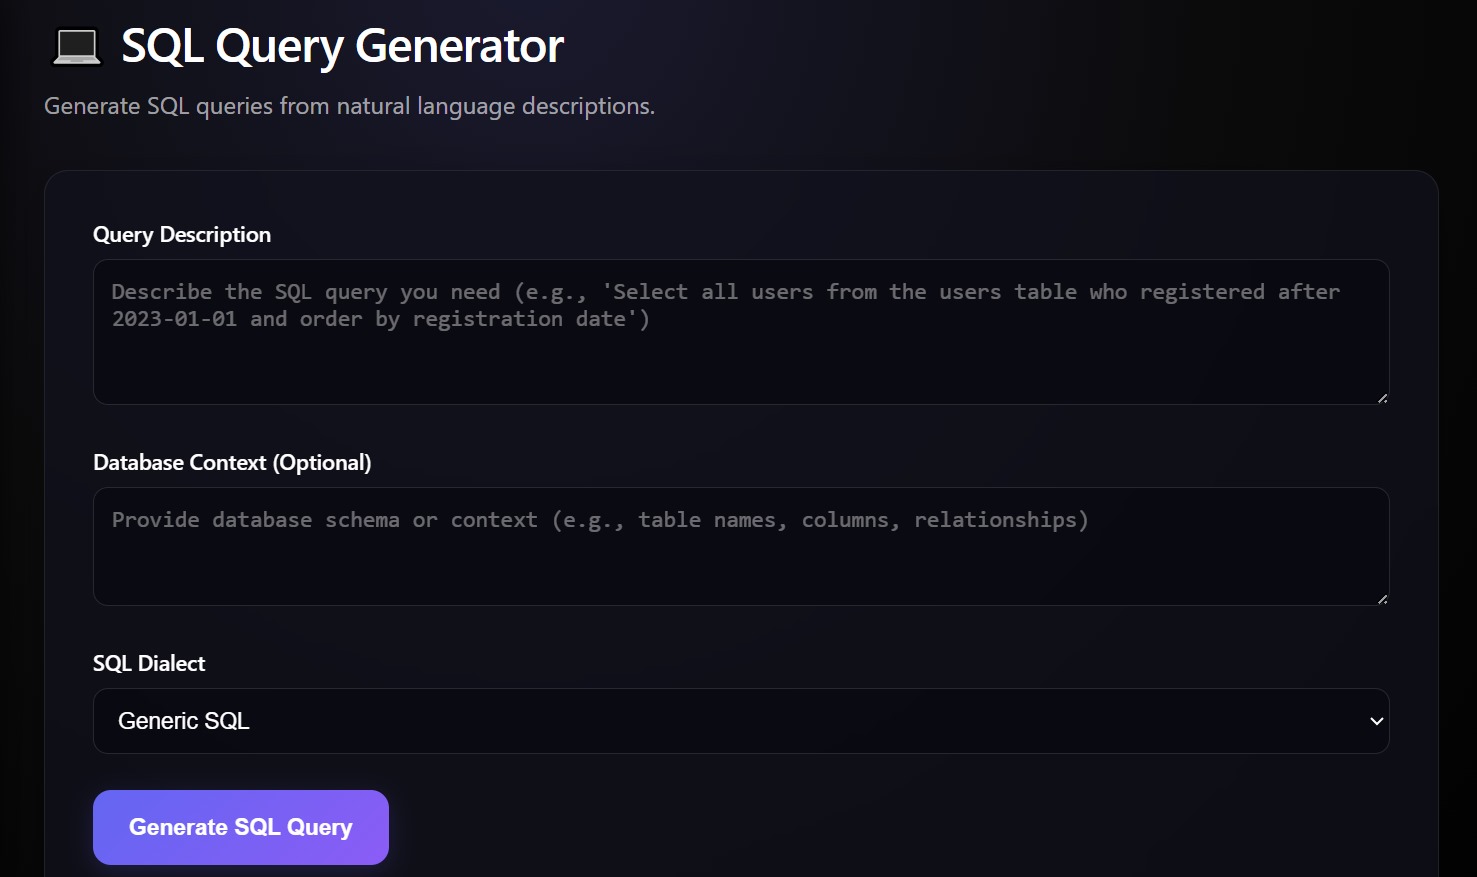 SQL Query Generator
Generate SQL queries from natural language descriptions.
Query Description
Describe the SQL query you need (e.g., 'Select all users from the users table who registered after
2023-01-01 and order by registration date')
Database Context (Optional)
Provide database schema or context (e.g., table names, columns, relationships)
SQL Dialect
Generic SQL
Generate SQL Query